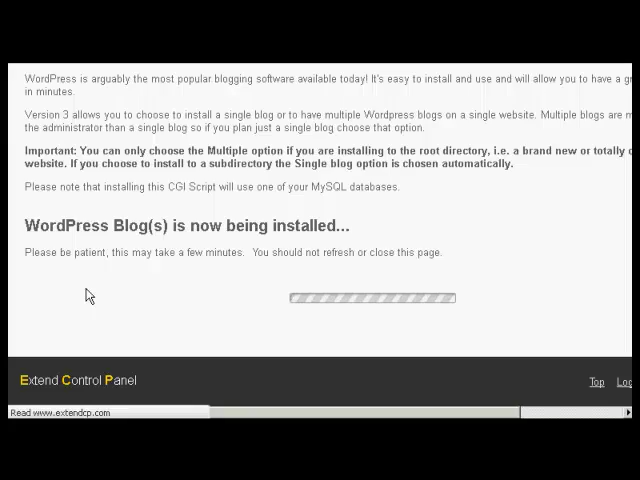 WordPress is arguably the most popular blogging software available today! It's easy to install and use and will allow you to have a
in minutes.
Version 3 allows you to choose to install a single blog or to have multiple Wordpress blogs on a single website. Multiple blogs are
the administrator than a single blog so if you plan just a single blog choose that option.
Important: You can only choose the Multiple option if you are installing to the root directory, i.e. a brand new or totally
website. If you choose to install to a subdirectory the Single blog option is chosen automatically.
Please note that installing this CGI Script will use one of your MySQL databases.
WordPress Blog(s) is now being installed...
Please be patient, this may take a few minutes. You should not refresh or close this page.
Extend Control Panel
Top
Read www.extendcp.com